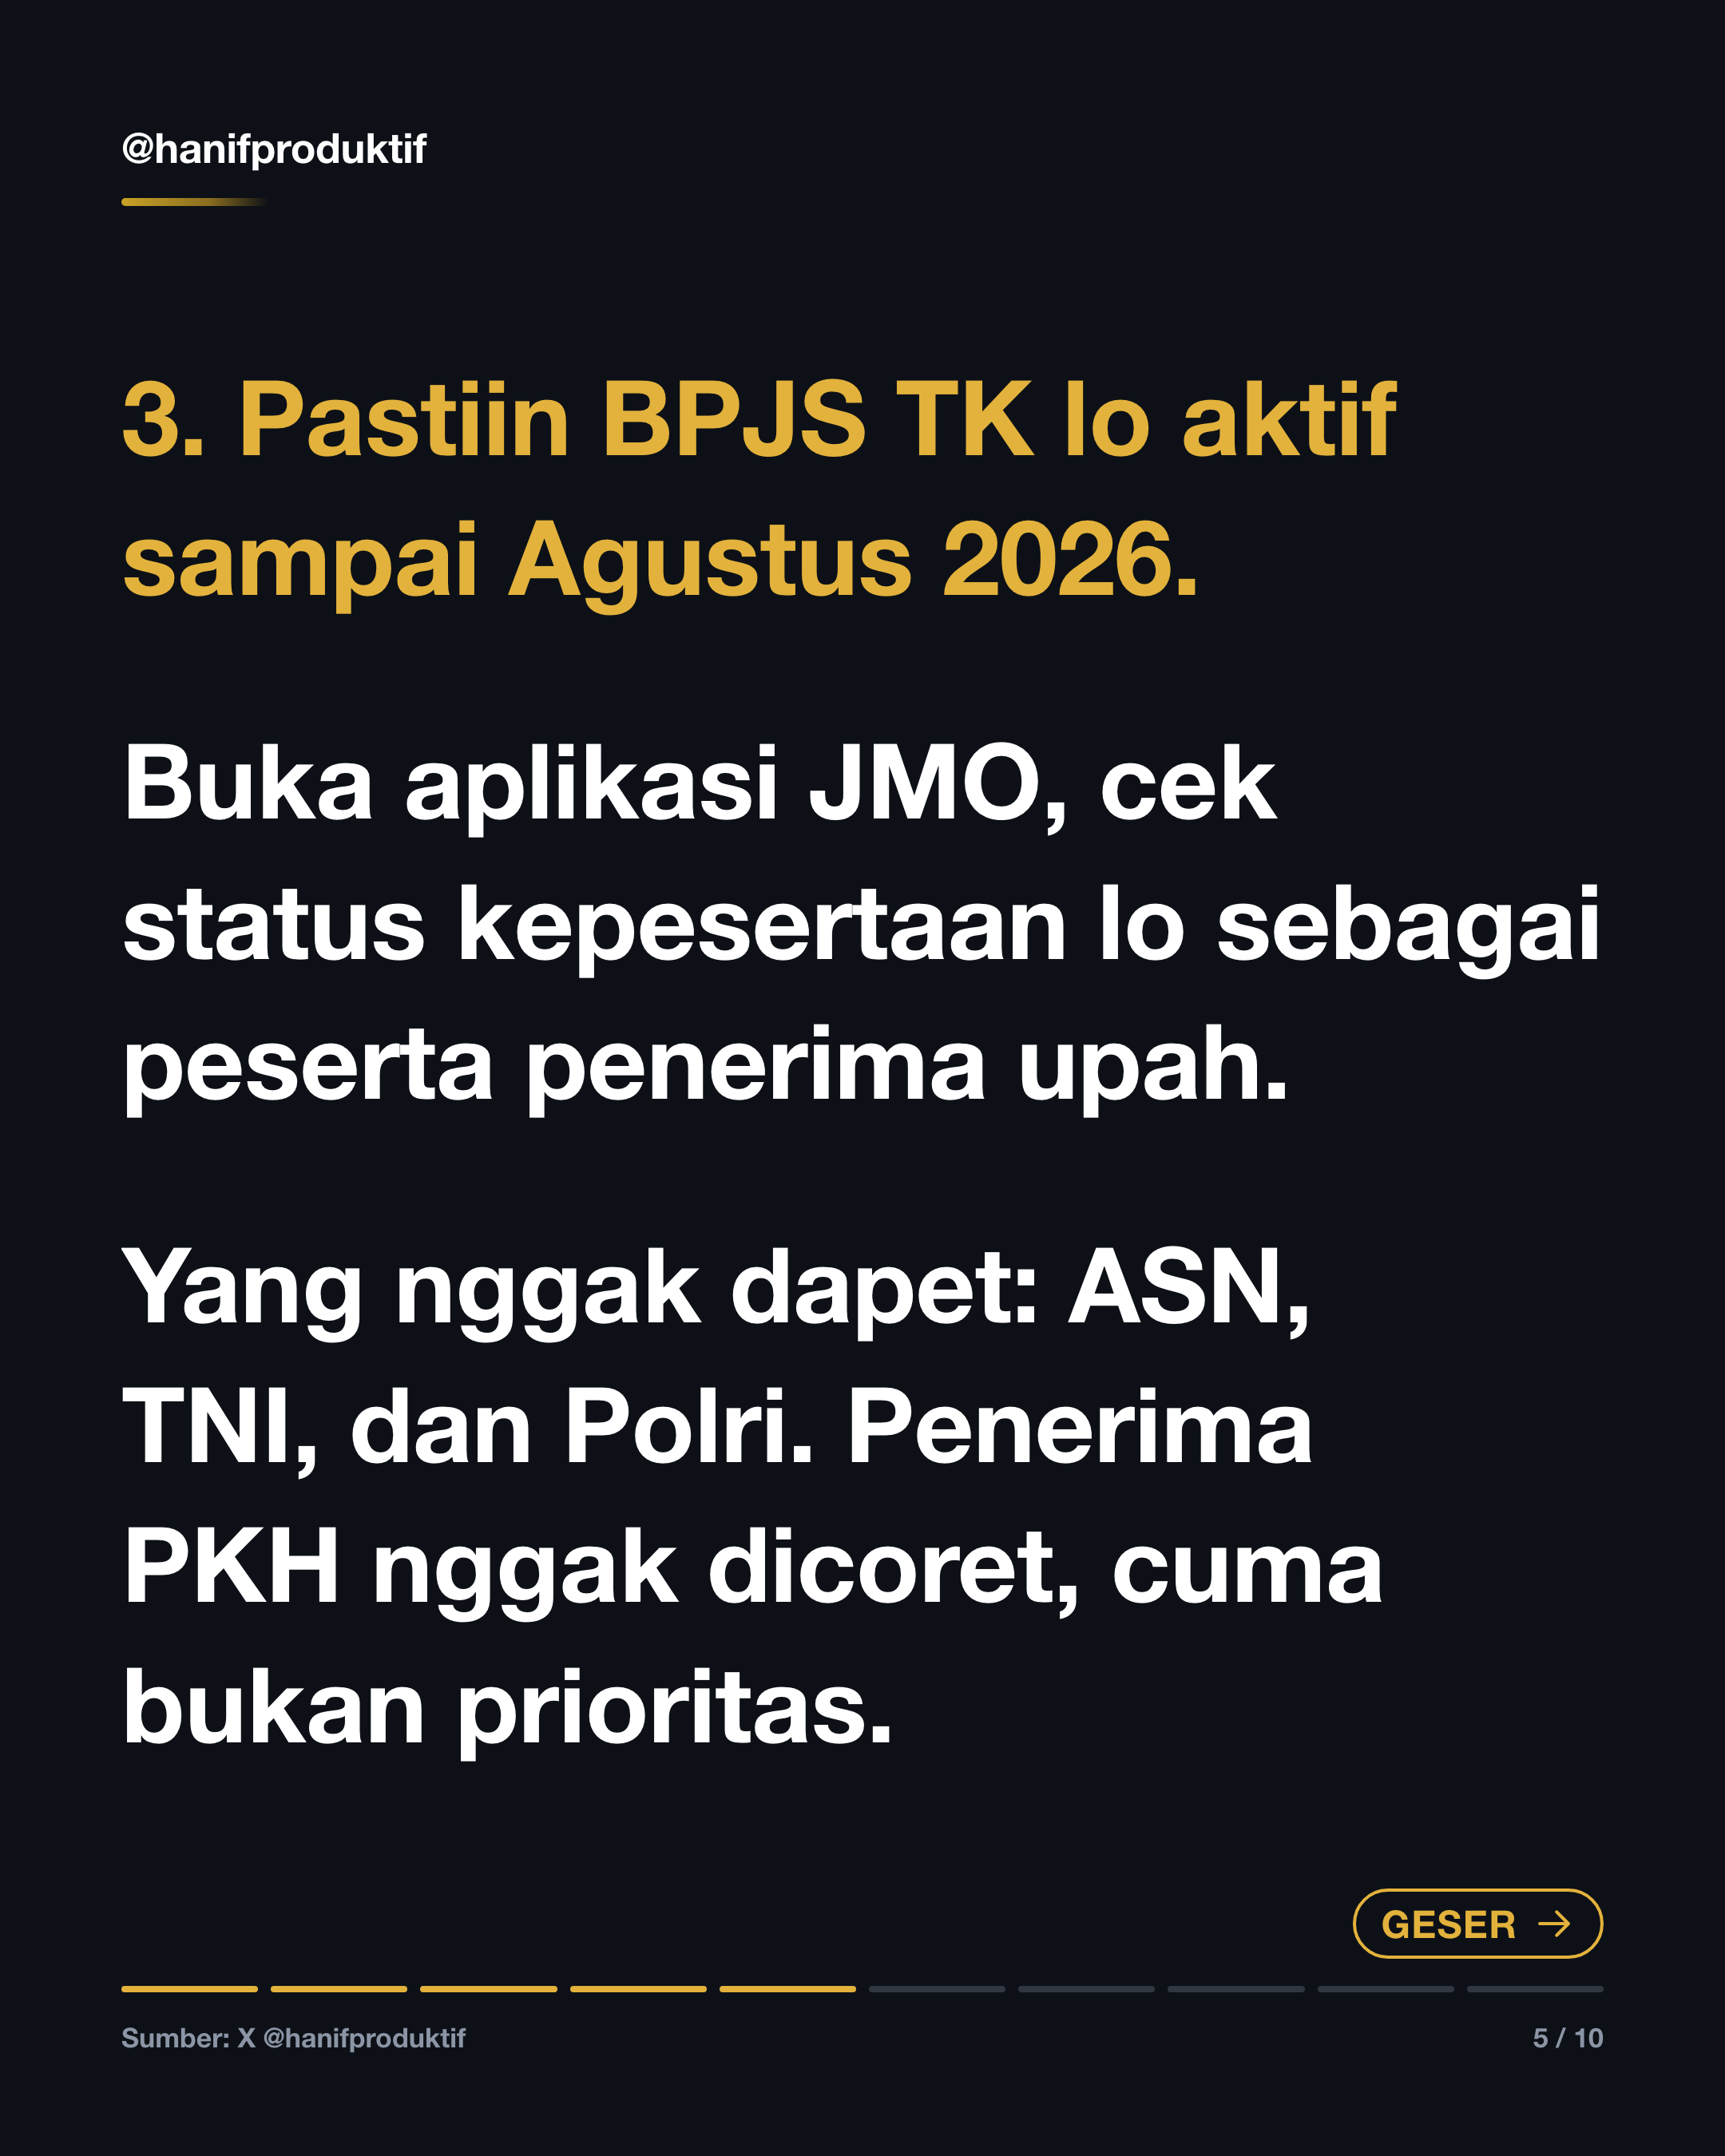 @hanifproduktif
3. Pastiin BPJS TK lo aktif
sampai Agustus 2026.
Buka aplikasi JMO, cek
status kepesertaan lo sebagai
peserta penerima upah.
Yang nggak dapet: ASN,
TNI, dan Polri. Penerima
PKH nggak dicoret, cuma
bukan prioritas.
GESER →
Sumber: X @hanifproduktif
5 / 10